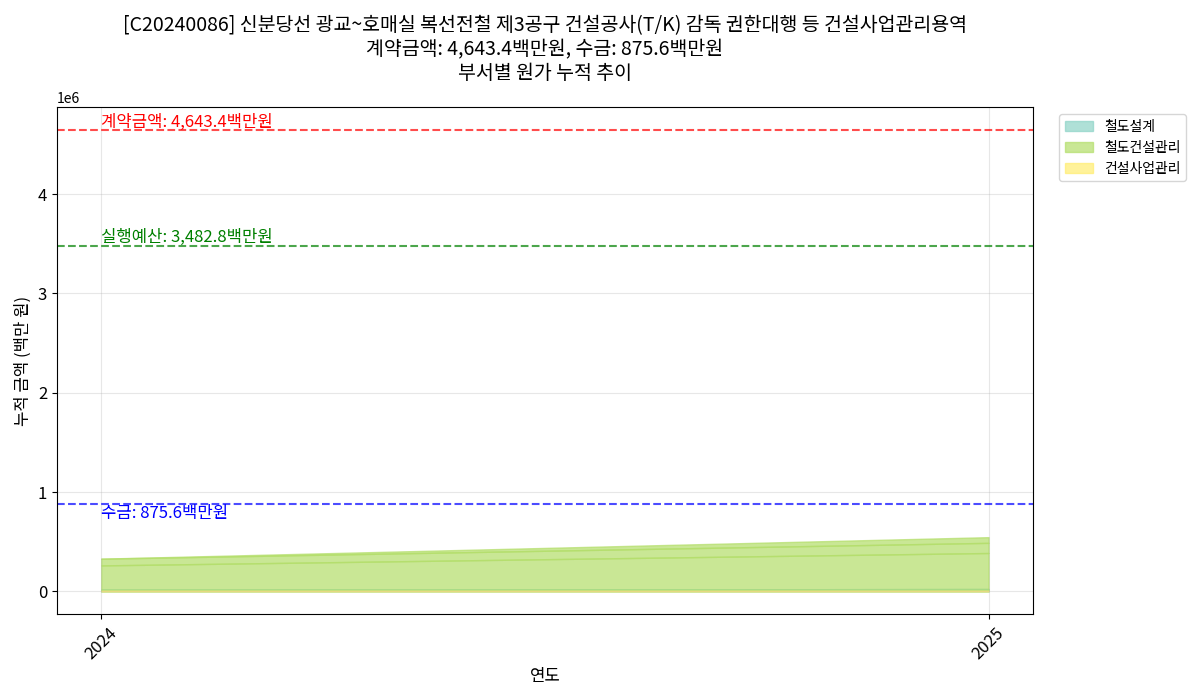 [C20240086] 신분당선 광교~호매실 복선전철 제3공구 건설공사(T/K) 감독 권한대행 등 건설사업관리용역
계약금액: 4,643.4백만원, 수금: 875.6백만원
부서별 원가 누적 추이
1e6
계약금액: 4,643.4백만원
실행예산: 3,482.8백만원
수금: 875.6백만원
4
3
2
1
0
누적 금액 (백만 원)
2024
2025
연도
철도설계
철도건설관리
건설사업관리